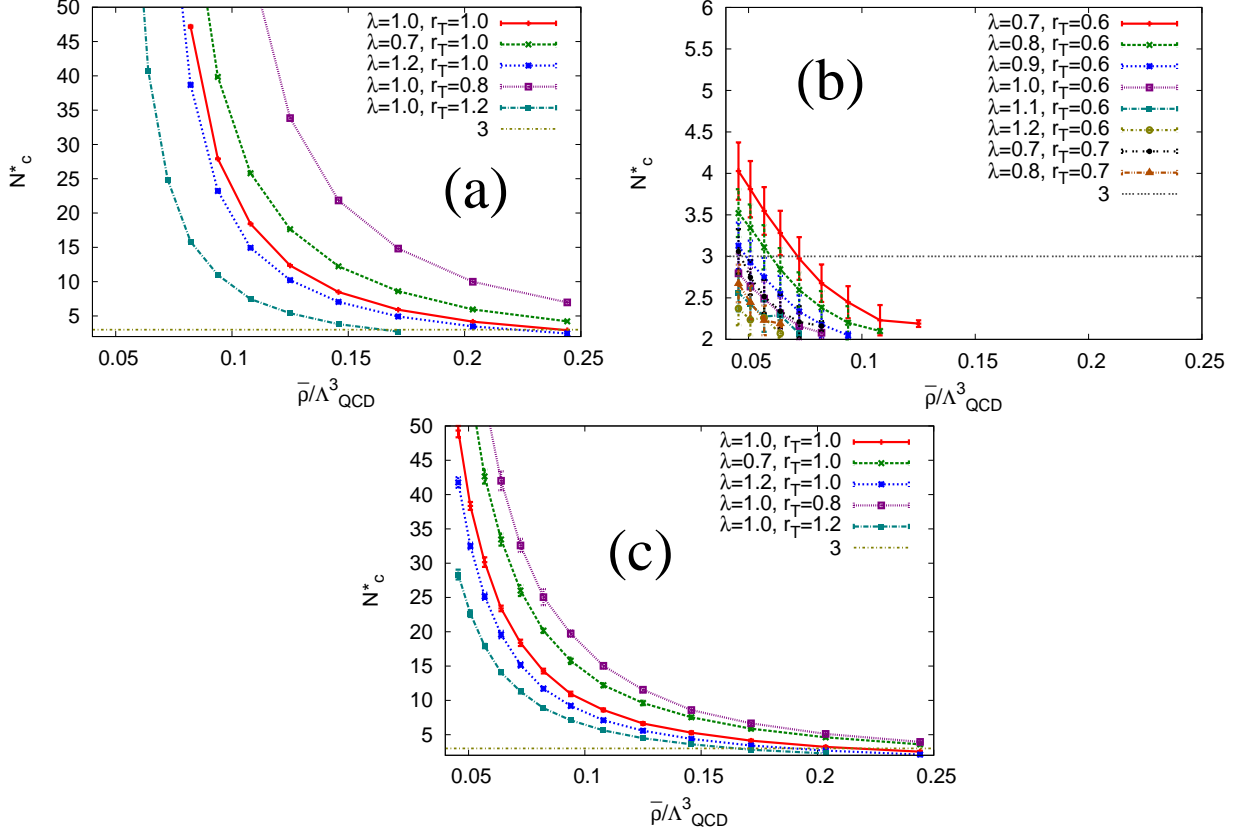 50
45
40
35
30
25
20
15
10
5
N*c
0.05 0.1 0.15 0.2 0.25
ρ̅/Λ³QCD
λ=1.0, rT=1.0
λ=0.7, rT=1.0
λ=1.2, rT=1.0
λ=1.0, rT=0.8
λ=1.0, rT=1.2
3
(a)
6
5.5
5
4.5
4
3.5
3
2.5
2
N*c
0.05 0.1 0.15 0.2 0.25
ρ̅/Λ³QCD
λ=0.7, rT=0.6
λ=0.8, rT=0.6
λ=0.9, rT=0.6
λ=1.0, rT=0.6
λ=1.1, rT=0.6
λ=1.2, rT=0.6
λ=0.7, rT=0.7
λ=0.8, rT=0.7
3
(b)
50
45
40
35
30
25
20
15
10
5
N*c
0.05 0.1 0.15 0.2 0.25
ρ̅/Λ³QCD
λ=1.0, rT=1.0
λ=0.7, rT=1.0
λ=1.2, rT=1.0
λ=1.0, rT=0.8
λ=1.0, rT=1.2
3
(c)